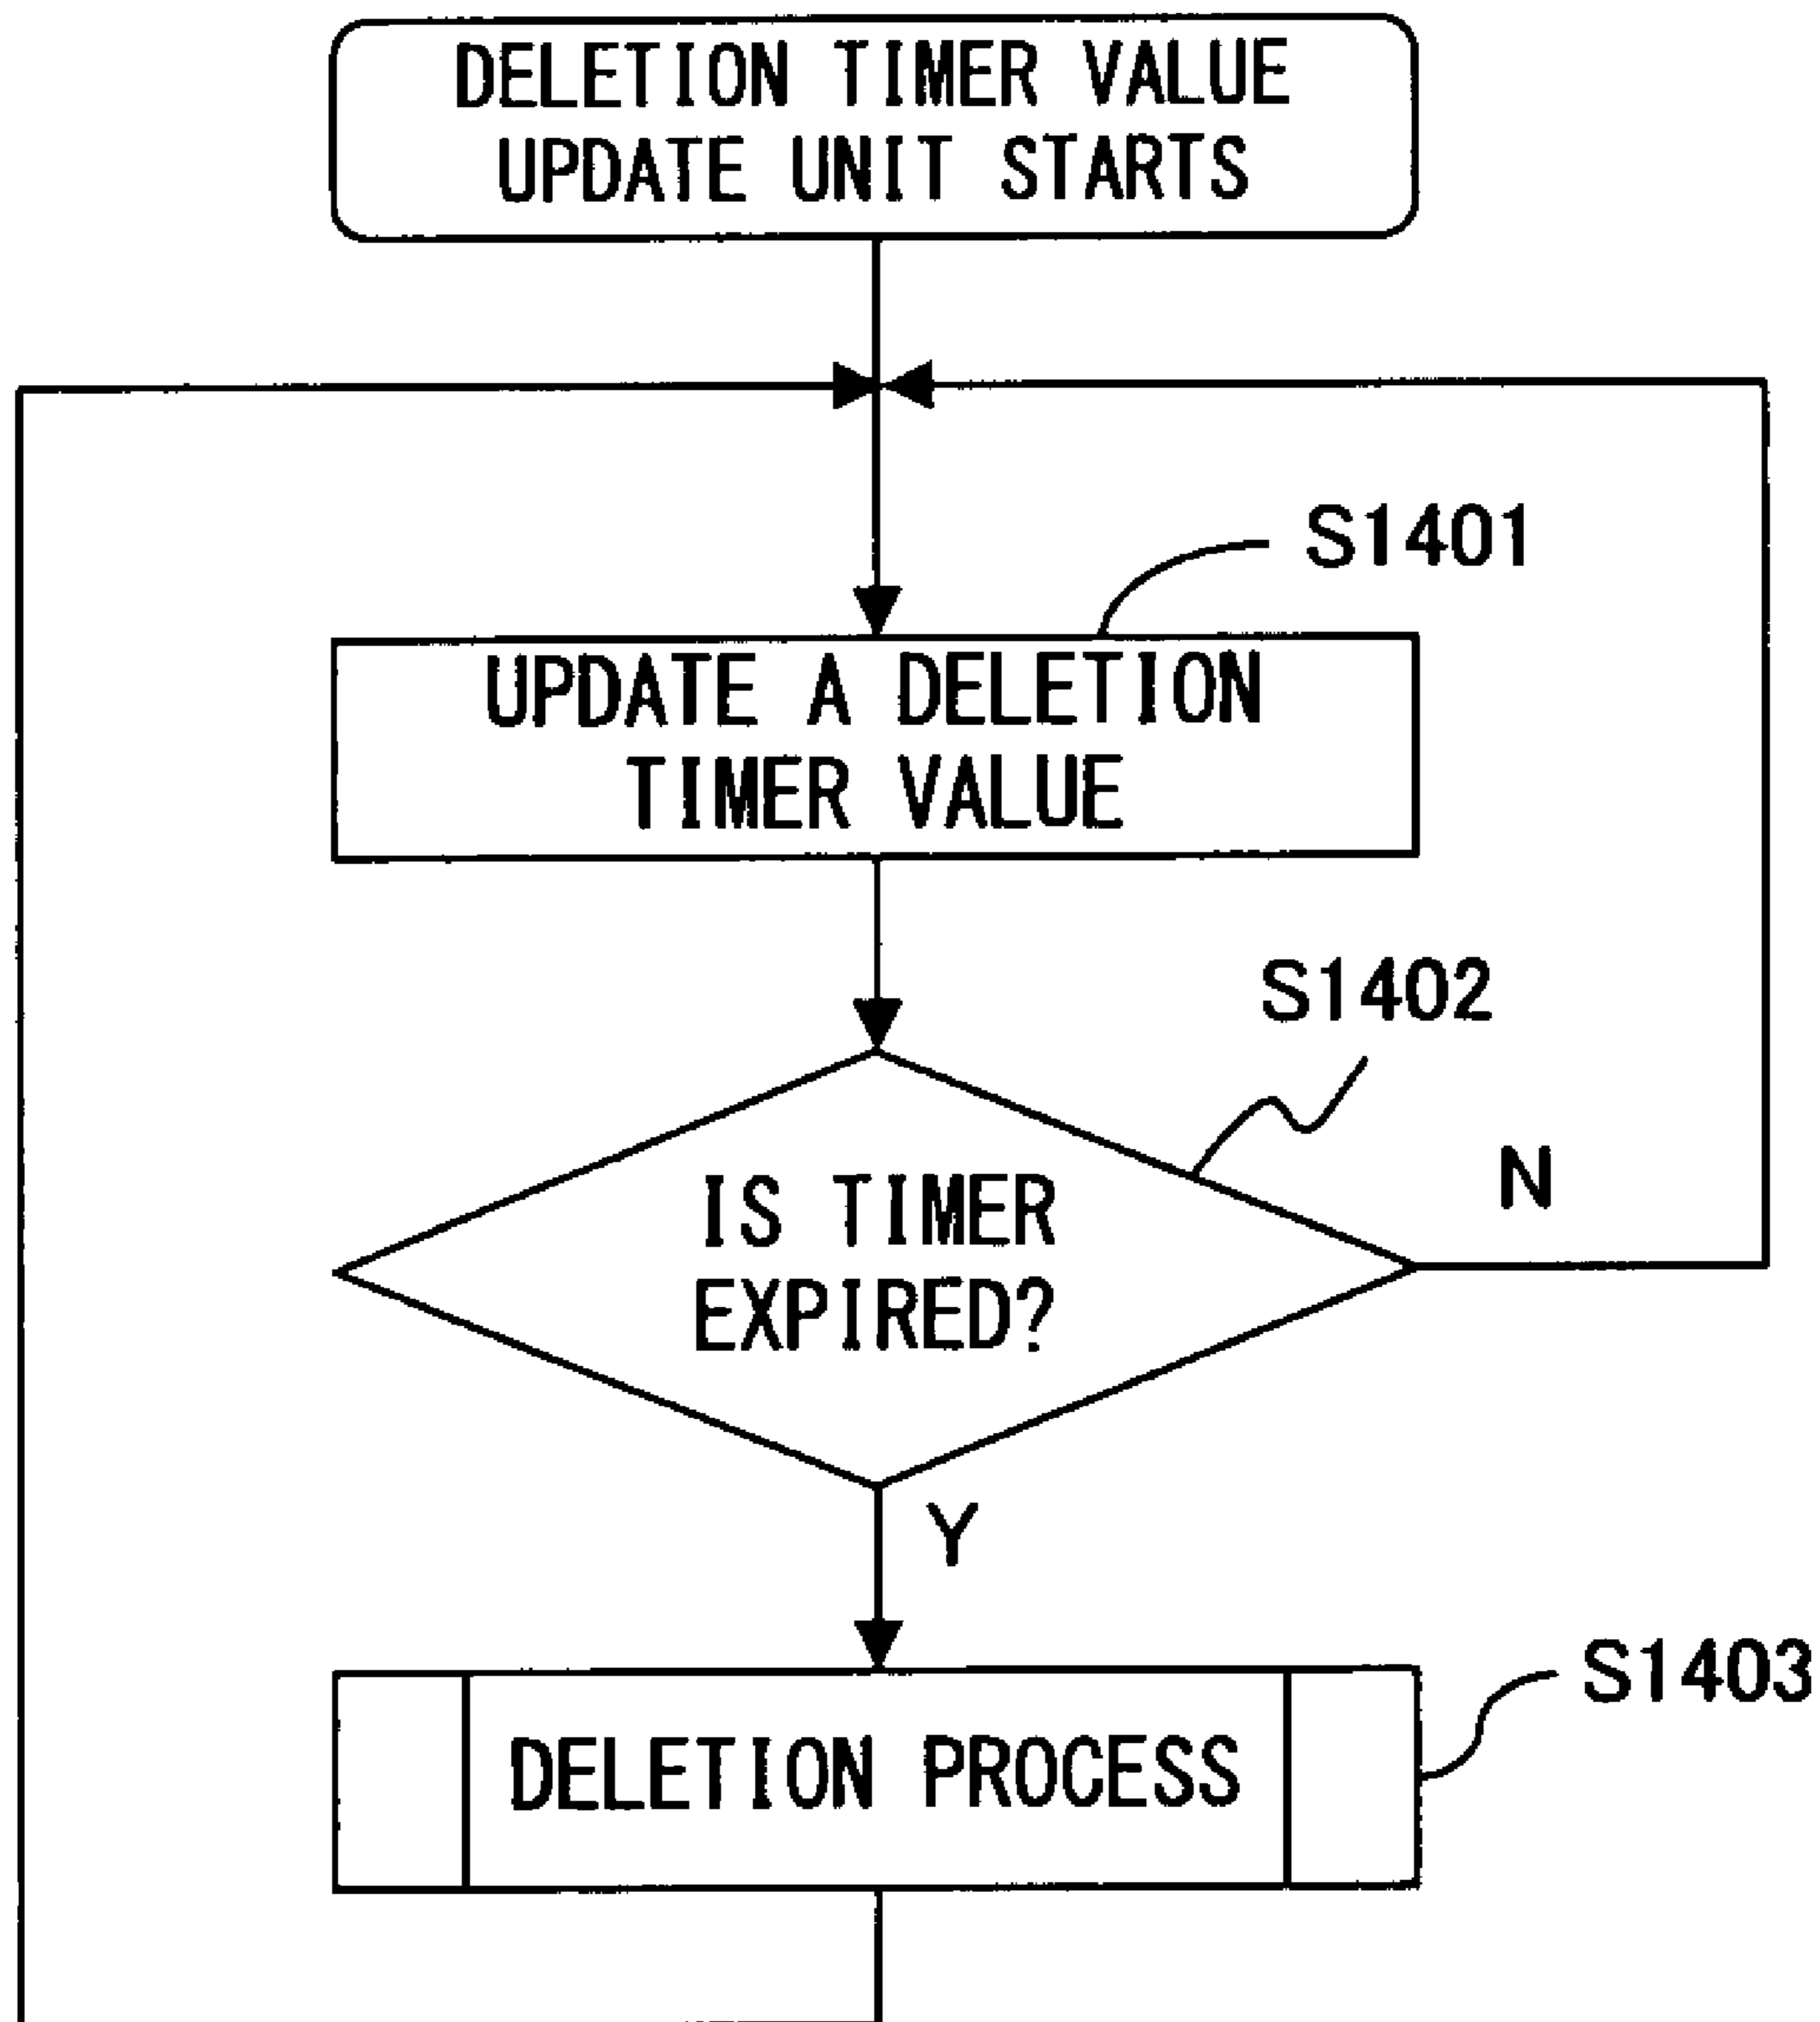 DELETION TIMER VALUE
UPDATE UNIT STARTS
S1401
UPDATE A DELETION
TIMER VALUE
S1402
N
IS TIMER
EXPIRED?
Y
S1403
DELETION PROCESS